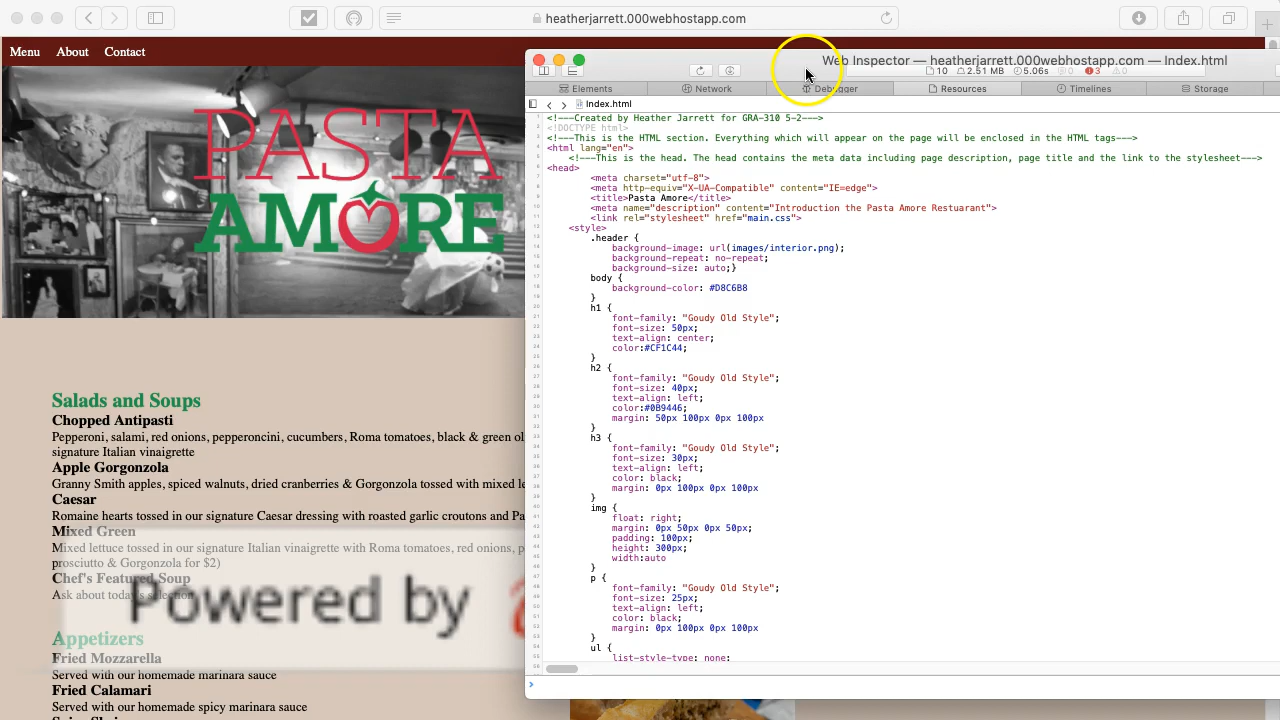 heatherjarrett.000webhostapp.com
Menu About Contact
PASTA
AMORE
Salads and Soups
Chopped Antipasti
Pepperoni, salami, red onions, pepperoncini, cucumbers, Roma tomatoes, black & green ol
signature Italian vinaigrette
Apple Gorgonzola
Granny Smith apples, spiced walnuts, dried cranberries & Gorgonzola tossed with mixed le
Caesar
Romaine hearts tossed in our signature Caesar dressing with roasted garlic croutons and Pa
Mixed Green
Mixed lettuce tossed in our signature Italian vinaigrette with Roma tomatoes, red onions, p
prosciutto & Gorgonzola for $2)
Chef's Featured Soup
Ask about today's selection
Powered by
Appetizers
Fried Mozzarella
Served with our homemade marinara sauce
Fried Calamari
Served with our homemade spicy marinara sauce
Web Inspector — heatherjarrett.000webhostapp.com — Index.html
10 2.51 MB 5.06s 0 3 0
Elements Network Debugger Resources Timelines Storage
Index.html
<!---Created by Heather Jarrett for GRA-310 5-2--->
<!DOCTYPE html>
<!---This is the HTML section. Everything which will appear on the page will be enclosed in the HTML tags--->
<html lang="en">
<!---This is the head. The head contains the meta data including page description, page title and the link to the stylesheet--->
<head>
<meta charset="utf-8">
<meta http-equiv="X-UA-Compatible" content="IE=edge">
<title>Pasta Amore</title>
<meta name="description" content="Introduction the Pasta Amore Restuarant">
<link rel="stylesheet" href="main.css">
<style>
.header {
background-image: url(images/interior.png);
background-repeat: no-repeat;
background-size: auto;}
body {
background-color: #D8C6B8
}
h1 {
font-family: "Goudy Old Style";
font-size: 50px;
text-align: center;
color:#CF1C44;
}
h2 {
font-family: "Goudy Old Style";
font-size: 40px;
text-align: left;
color:#0B9446;
margin: 50px 100px 0px 100px
}
h3 {
font-family: "Goudy Old Style";
font-size: 30px;
text-align: left;
color: black;
margin: 0px 100px 0px 100px
}
img {
float: right;
margin: 0px 50px 0px 50px;
padding: 100px;
height: 300px;
width:auto
}
p {
font-family: "Goudy Old Style";
font-size: 25px;
text-align: left;
color: black;
margin: 0px 100px 0px 100px
}
ul {
list-style-type: none;